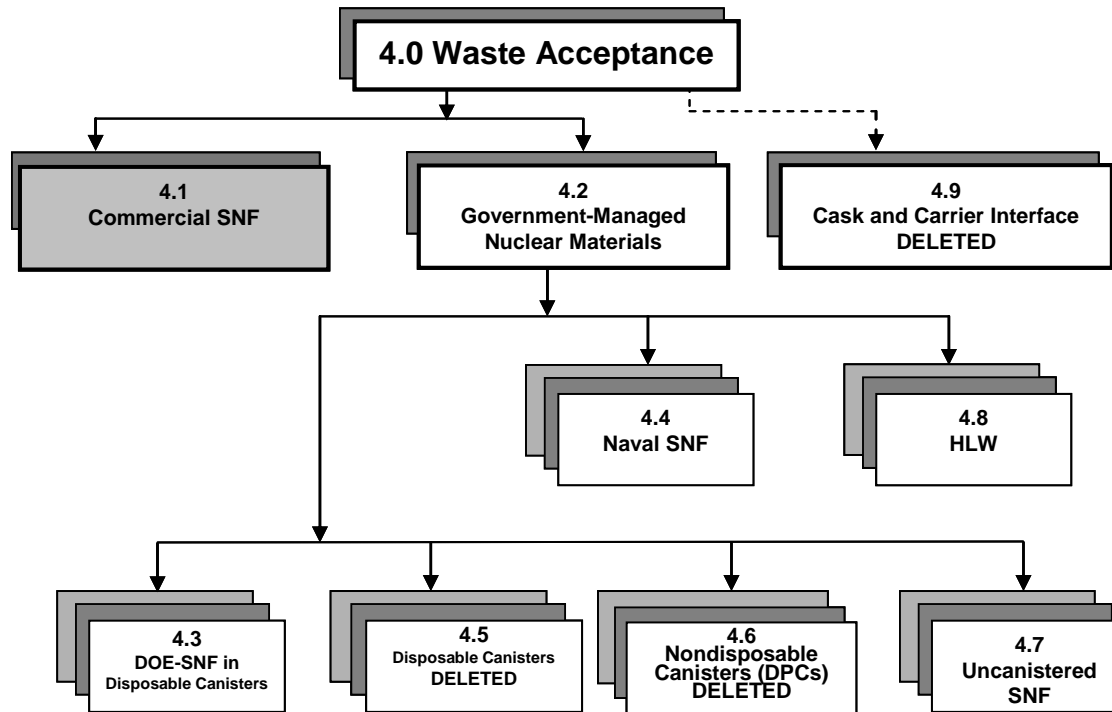 4.0 Waste Acceptance
4.1
Commercial SNF
4.2
Government-Managed
Nuclear Materials
4.9
Cask and Carrier Interface
DELETED
4.4
Naval SNF
4.8
HLW
4.3
DOE-SNF in
Disposable Canisters
4.5
Disposable Canisters
DELETED
4.6
Nondisposable
Canisters (DPCs)
DELETED
4.7
Uncanistered
SNF